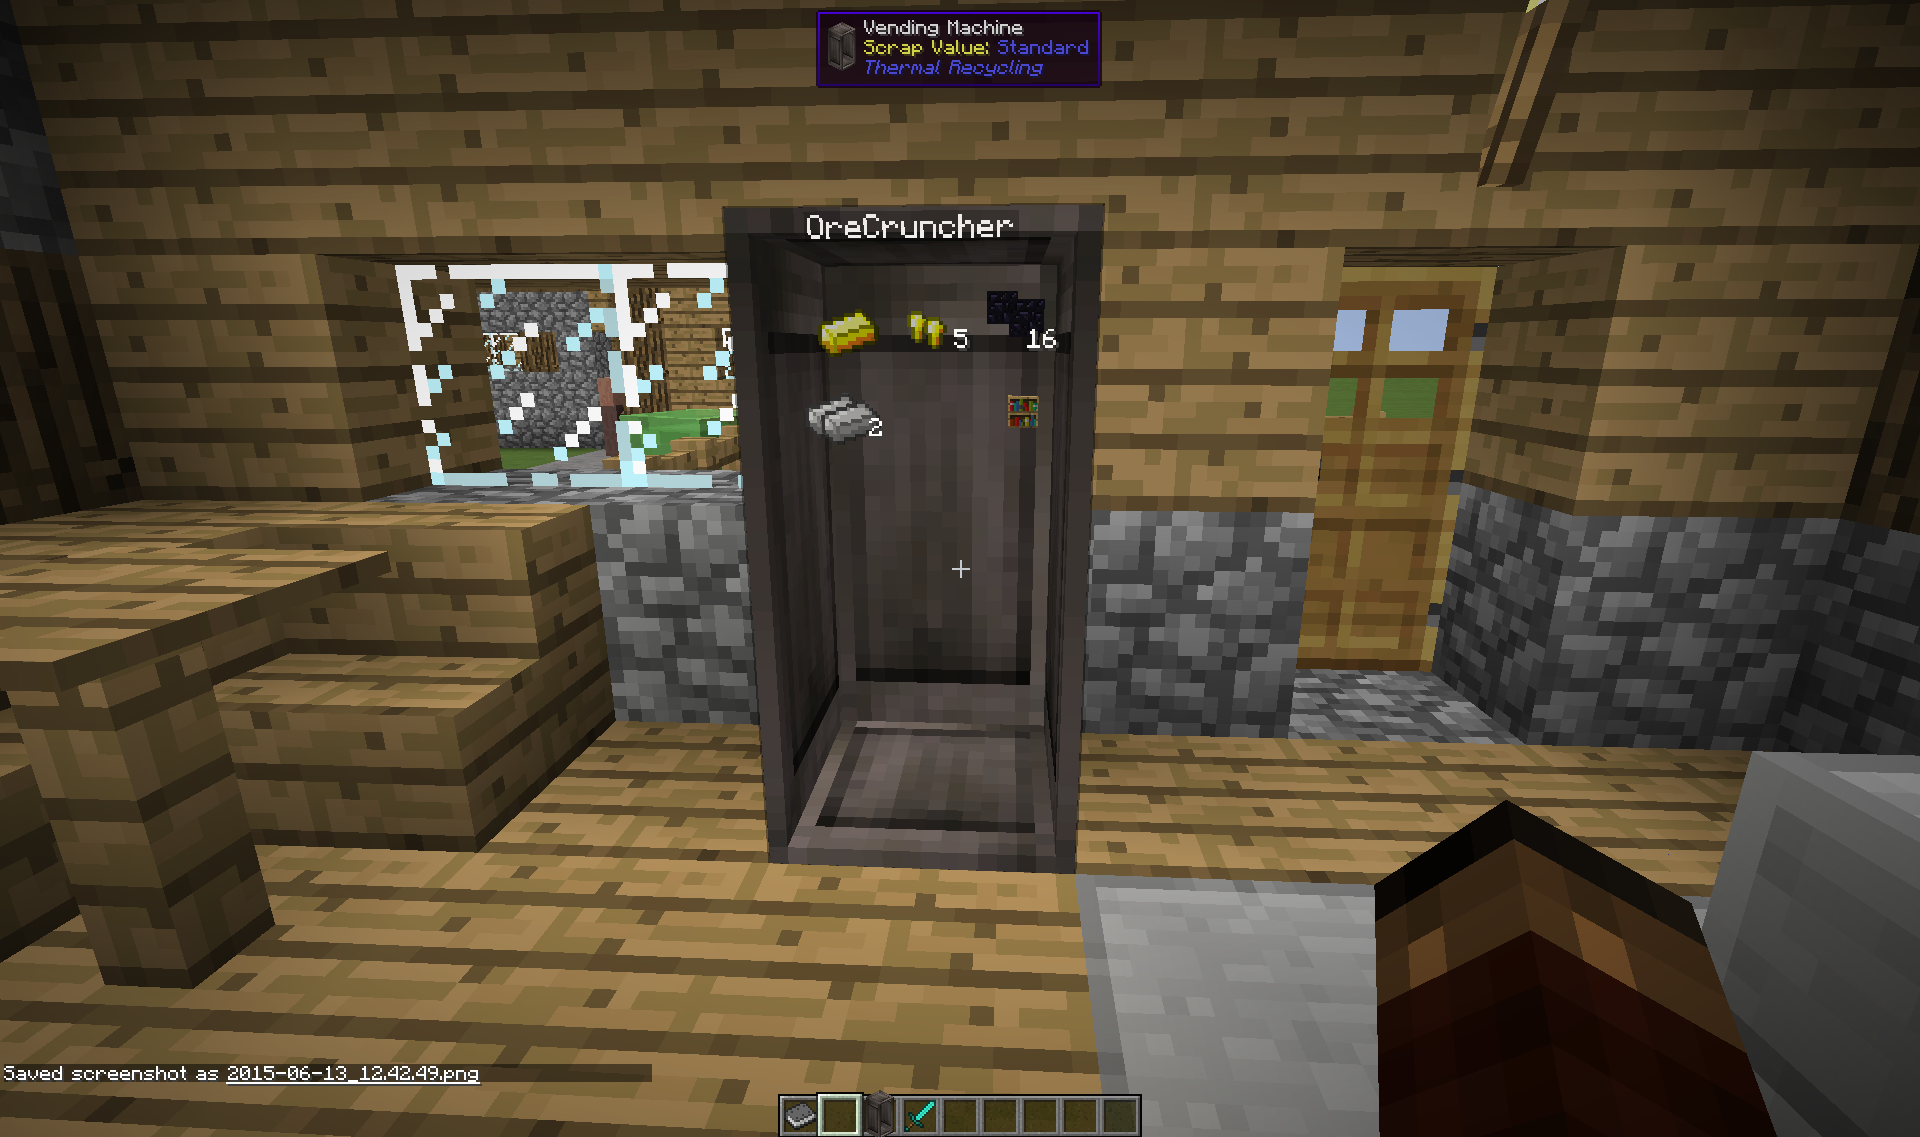 Vending Machine
Scrap Value: Standard
Thermal Recycling
OreCruncher
5
16
2
Saved screenshot as 2015-06-13_12.42.49.png